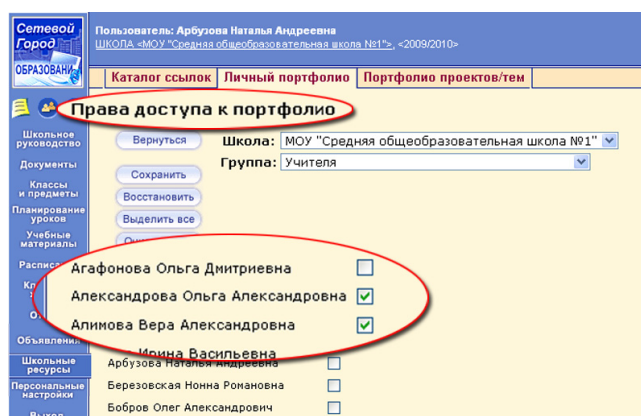 Сетевой
Город
ОБРАЗОВАНИ
Пользователь: Арбузова Наталья Андреевна
ШКОЛА <МОУ "Средняя общеобразовательная школа №1">, <2009/2010>
Каталог ссылок Личный портфолио Портфолио проектов/тем
Права доступа к портфолио
Школьное
руководство
Документы
Классы
и предметы
Планирование
уроков
Учебные
материалы
Объявления
Школьные
ресурсы
Персональные
настройки
Выход
Вернуться
Школа: МОУ "Средняя общеобразовательная школа №1"
Группа: Учителя
Сохранить
Восстановить
Выделить все
Агафонова Ольга Дмитриевна
Александрова Ольга Александровна
Алимова Вера Александровна
Ирина Васильевна
Арбузова Наталья Андреевна
Березовская Нонна Романовна
Бобров Олег Александрович